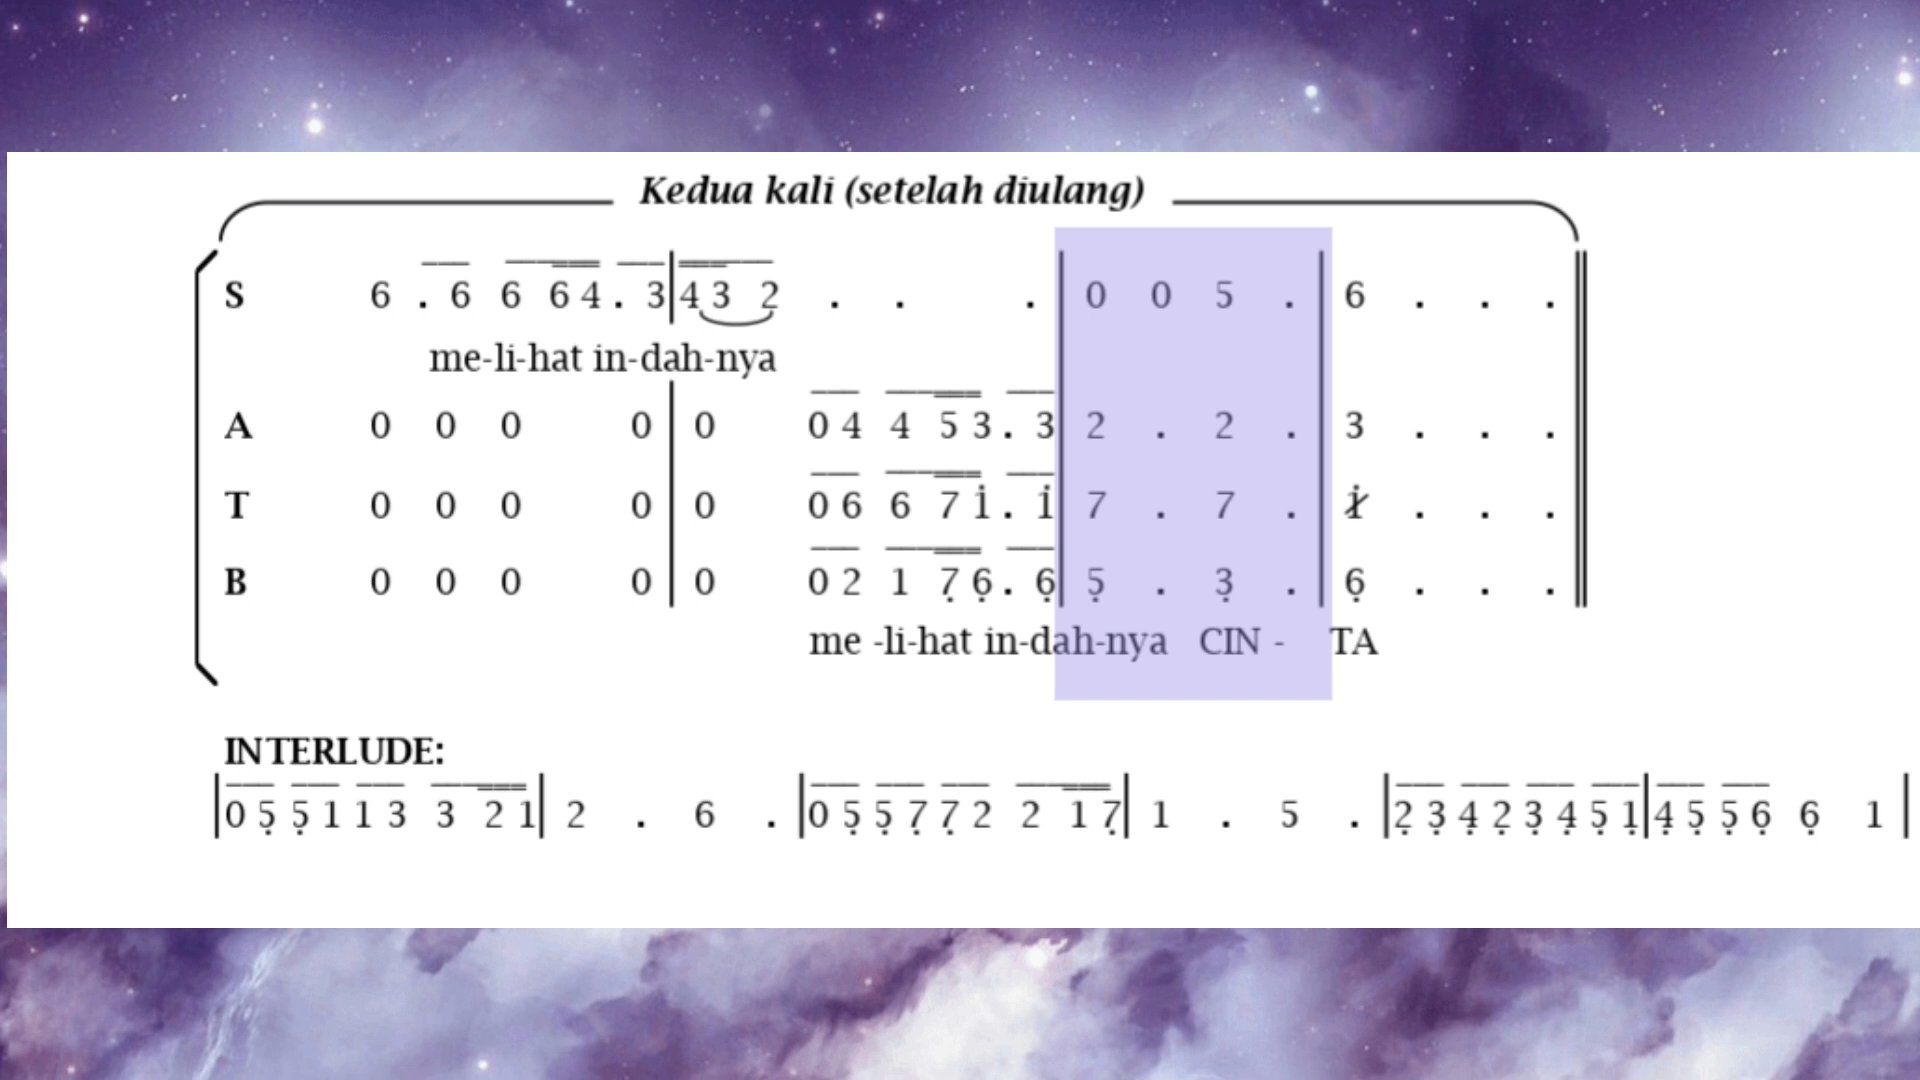 Kedua kali (setelah diulang)
S 6 . 6 6 6 4 . 3 | 4 3 2 . . . | 0 0 5 . | 6 . . . ||
me-li-hat in-dah-nya
A 0 0 0 0 | 0 0 4 4 5 3 . 3 | 2 . 2 . | 3 . . . ||
T 0 0 0 0 | 0 0 6 6 7 1̇ . 1̇ | 7 . 7 . | 1̸̇ . . . ||
B 0 0 0 0 | 0 0 2 1 7̣ 6̣ . 6̣ | 5̣ . 3̣ . | 6̣ . . . ||
me -li-hat in-dah-nya CIN - TA
INTERLUDE:
| 0 5̣ 5̣ 1 1 3 3 2 1 | 2 . 6 . | 0 5̣ 5̣ 7̣ 7̣ 2 2 1 7̣ | 1 . 5 . | 2̣ 3̣ 4̣ 2̣ 3̣ 4̣ 5̣ 1̣ | 4̣ 5̣ 5̣ 6̣ 6̣ 1 |